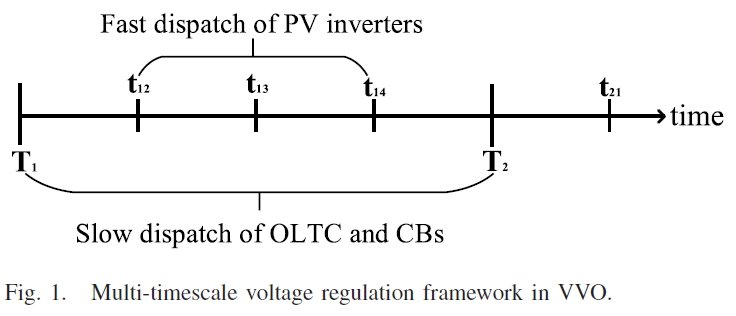 Fast dispatch of PV inverters
t12 t13 t14 t21
time
T1 T2
Slow dispatch of OLTC and CBs
Fig. 1. Multi-timescale voltage regulation framework in VVO.